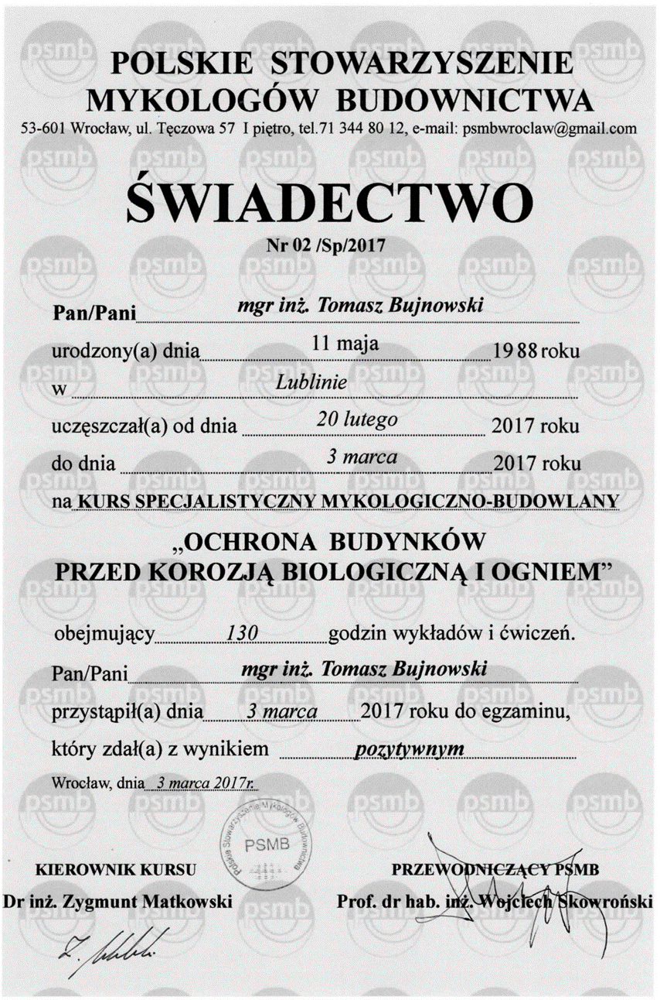 POLSKIE STOWARZYSZENIE
MYKOLOGÓW BUDOWNICTWA
53-601 Wrocław, ul. Tęczowa 57 I piętro, tel.71 344 80 12, e-mail: psmbwroclaw@gmail.com
ŚWIADECTWO
Nr 02 /Sp/2017
Pan/Pani mgr inż. Tomasz Bujnowski
urodzony(a) dnia 11 maja 1988 roku
w Lublinie
uczęszczał(a) od dnia 20 lutego 2017 roku
do dnia 3 marca 2017 roku
na KURS SPECJALISTYCZNY MYKOLOGICZNO-BUDOWLANY
„OCHRONA BUDYNKÓW
PRZED KOROZJĄ BIOLOGICZNĄ I OGNIEM”
obejmujący 130 godzin wykładów i ćwiczeń.
Pan/Pani mgr inż. Tomasz Bujnowski
przystąpił(a) dnia 3 marca 2017 roku do egzaminu,
który zdał(a) z wynikiem pozytywnym
Wrocław, dnia 3 marca 2017r.
Polskie Stowarzyszenie Mykologów Budownictwa
PSMB
KIEROWNIK KURSU
Dr inż. Zygmunt Matkowski
PRZEWODNICZĄCY PSMB
Prof. dr hab. inż. Wojciech Skowroński